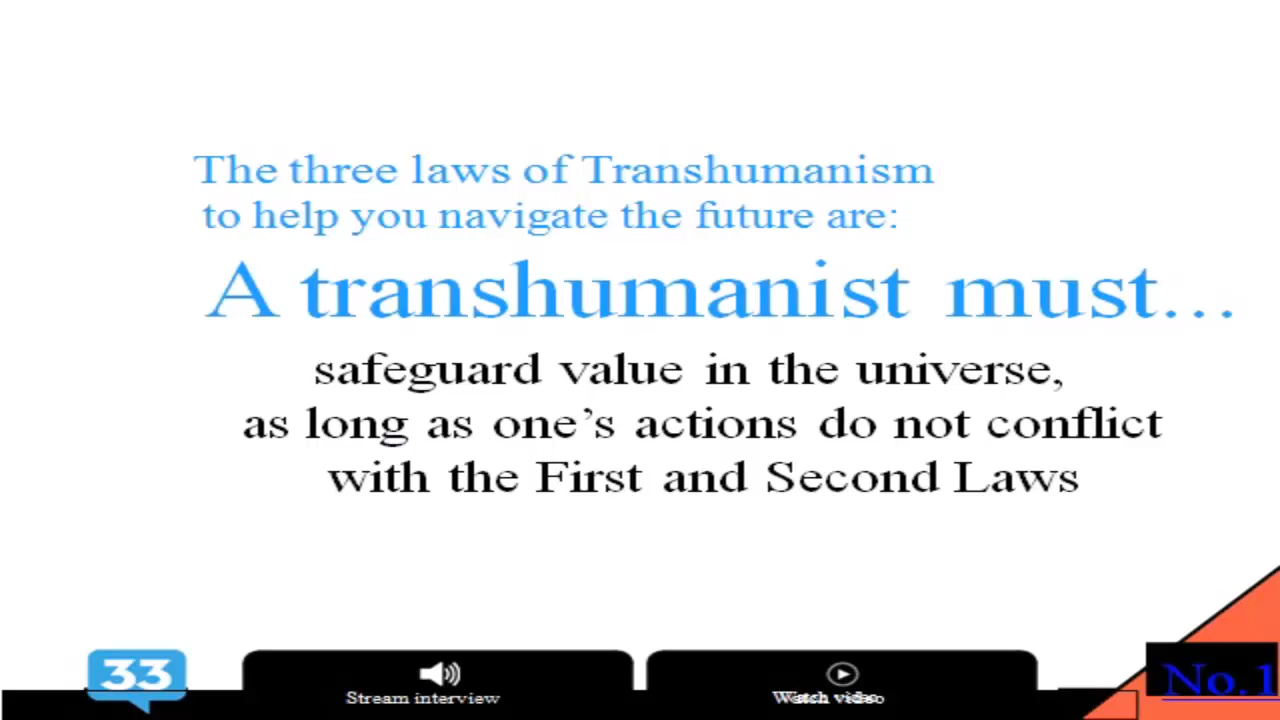 The three laws of Transhumanism
to help you navigate the future are:
A transhumanist must...
safeguard value in the universe,
as long as one’s actions do not conflict
with the First and Second Laws
33
Stream interview
Watch video
No.1